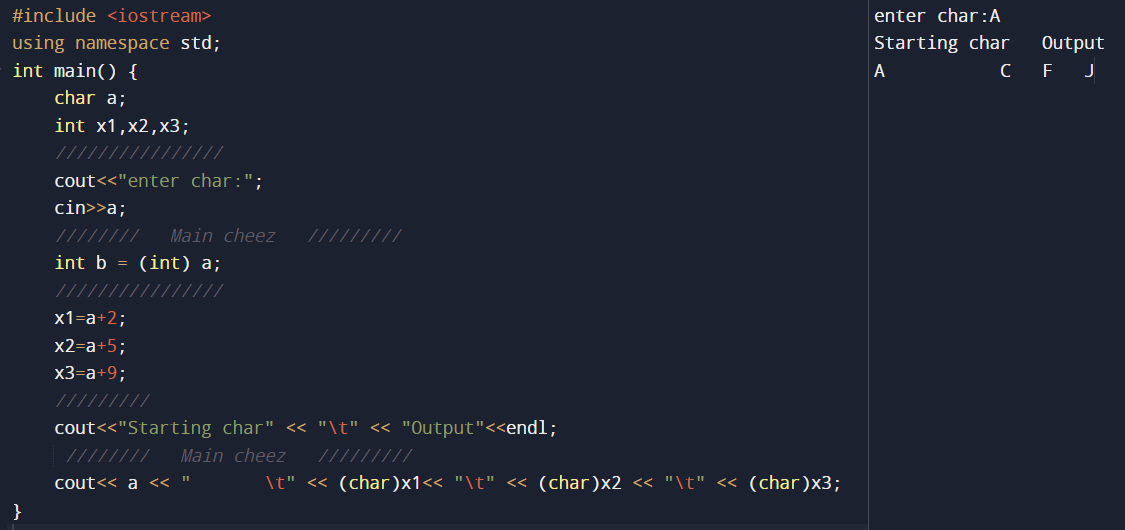 #include <iostream>
using namespace std;
int main() {
    char a;
    int x1,x2,x3;
    ////////////////
    cout<<"enter char:";
    cin>>a;
    ////////   Main cheez   /////////
    int b = (int) a;
    ////////////////
    x1=a+2;
    x2=a+5;
    x3=a+9;
    /////////
    cout<<"Starting char" << "\t" << "Output"<<endl;
     ////////   Main cheez   /////////
    cout<< a << "       \t" << (char)x1<< "\t" << (char)x2 << "\t" << (char)x3;
}
enter char:A
Starting char   Output
A           C   F   J